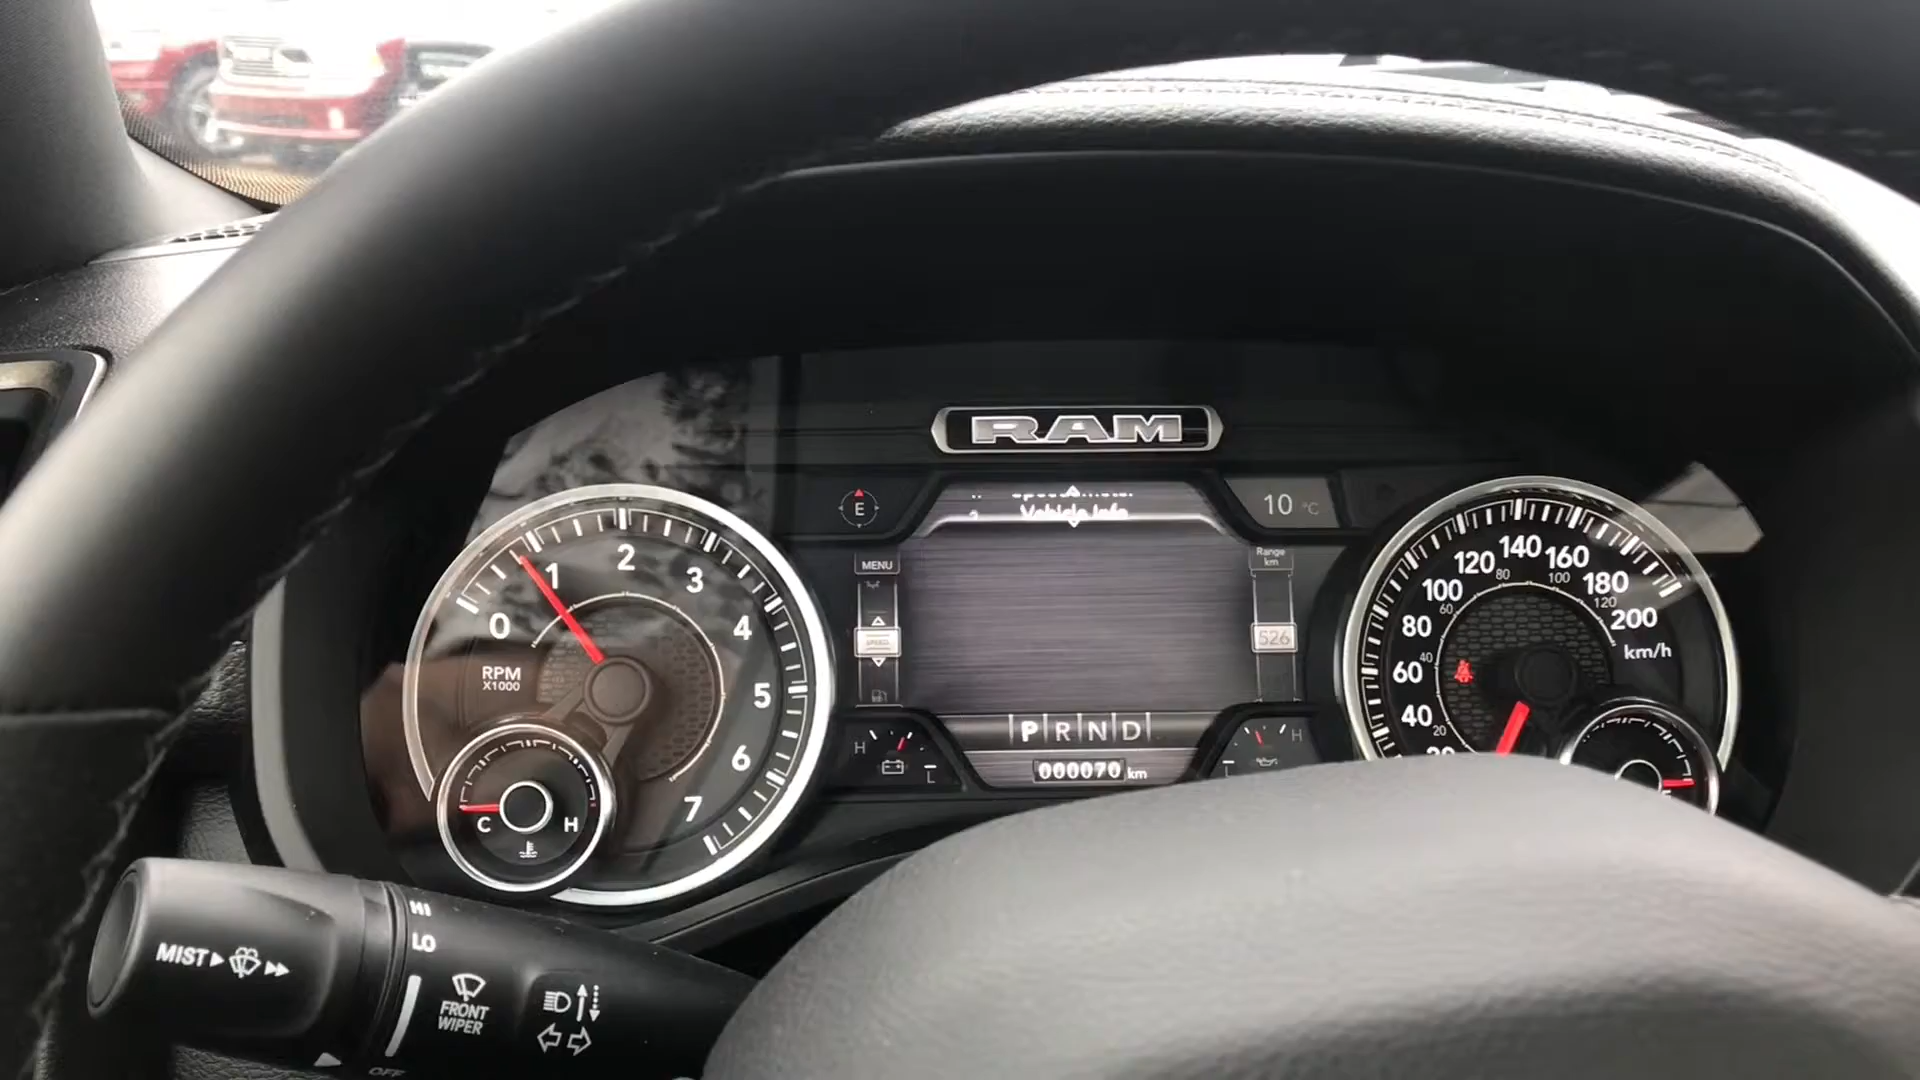 RAM
E
10 °C
Vehicle Info
MENU
Range
km
526
0
1
2
3
4
5
6
7
RPM
X1000
C
H
H
L
P R N D
000070 km
L
H
40
60
80
100
120
140
160
180
200
km/h
20
40
60
80
100
120
MIST
HI
LO
FRONT
WIPER
OFF